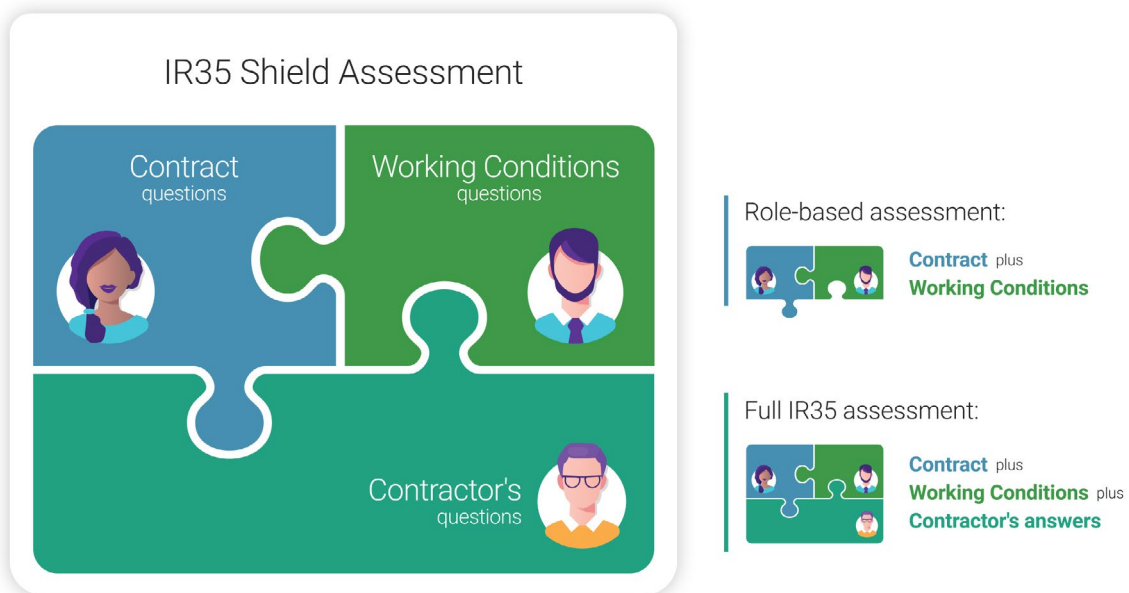 IR35 Shield Assessment
Contract
questions
Working Conditions
questions
Contractor's
questions
Role-based assessment:
Contract plus
Working Conditions
Full IR35 assessment:
Contract plus
Working Conditions plus
Contractor's answers